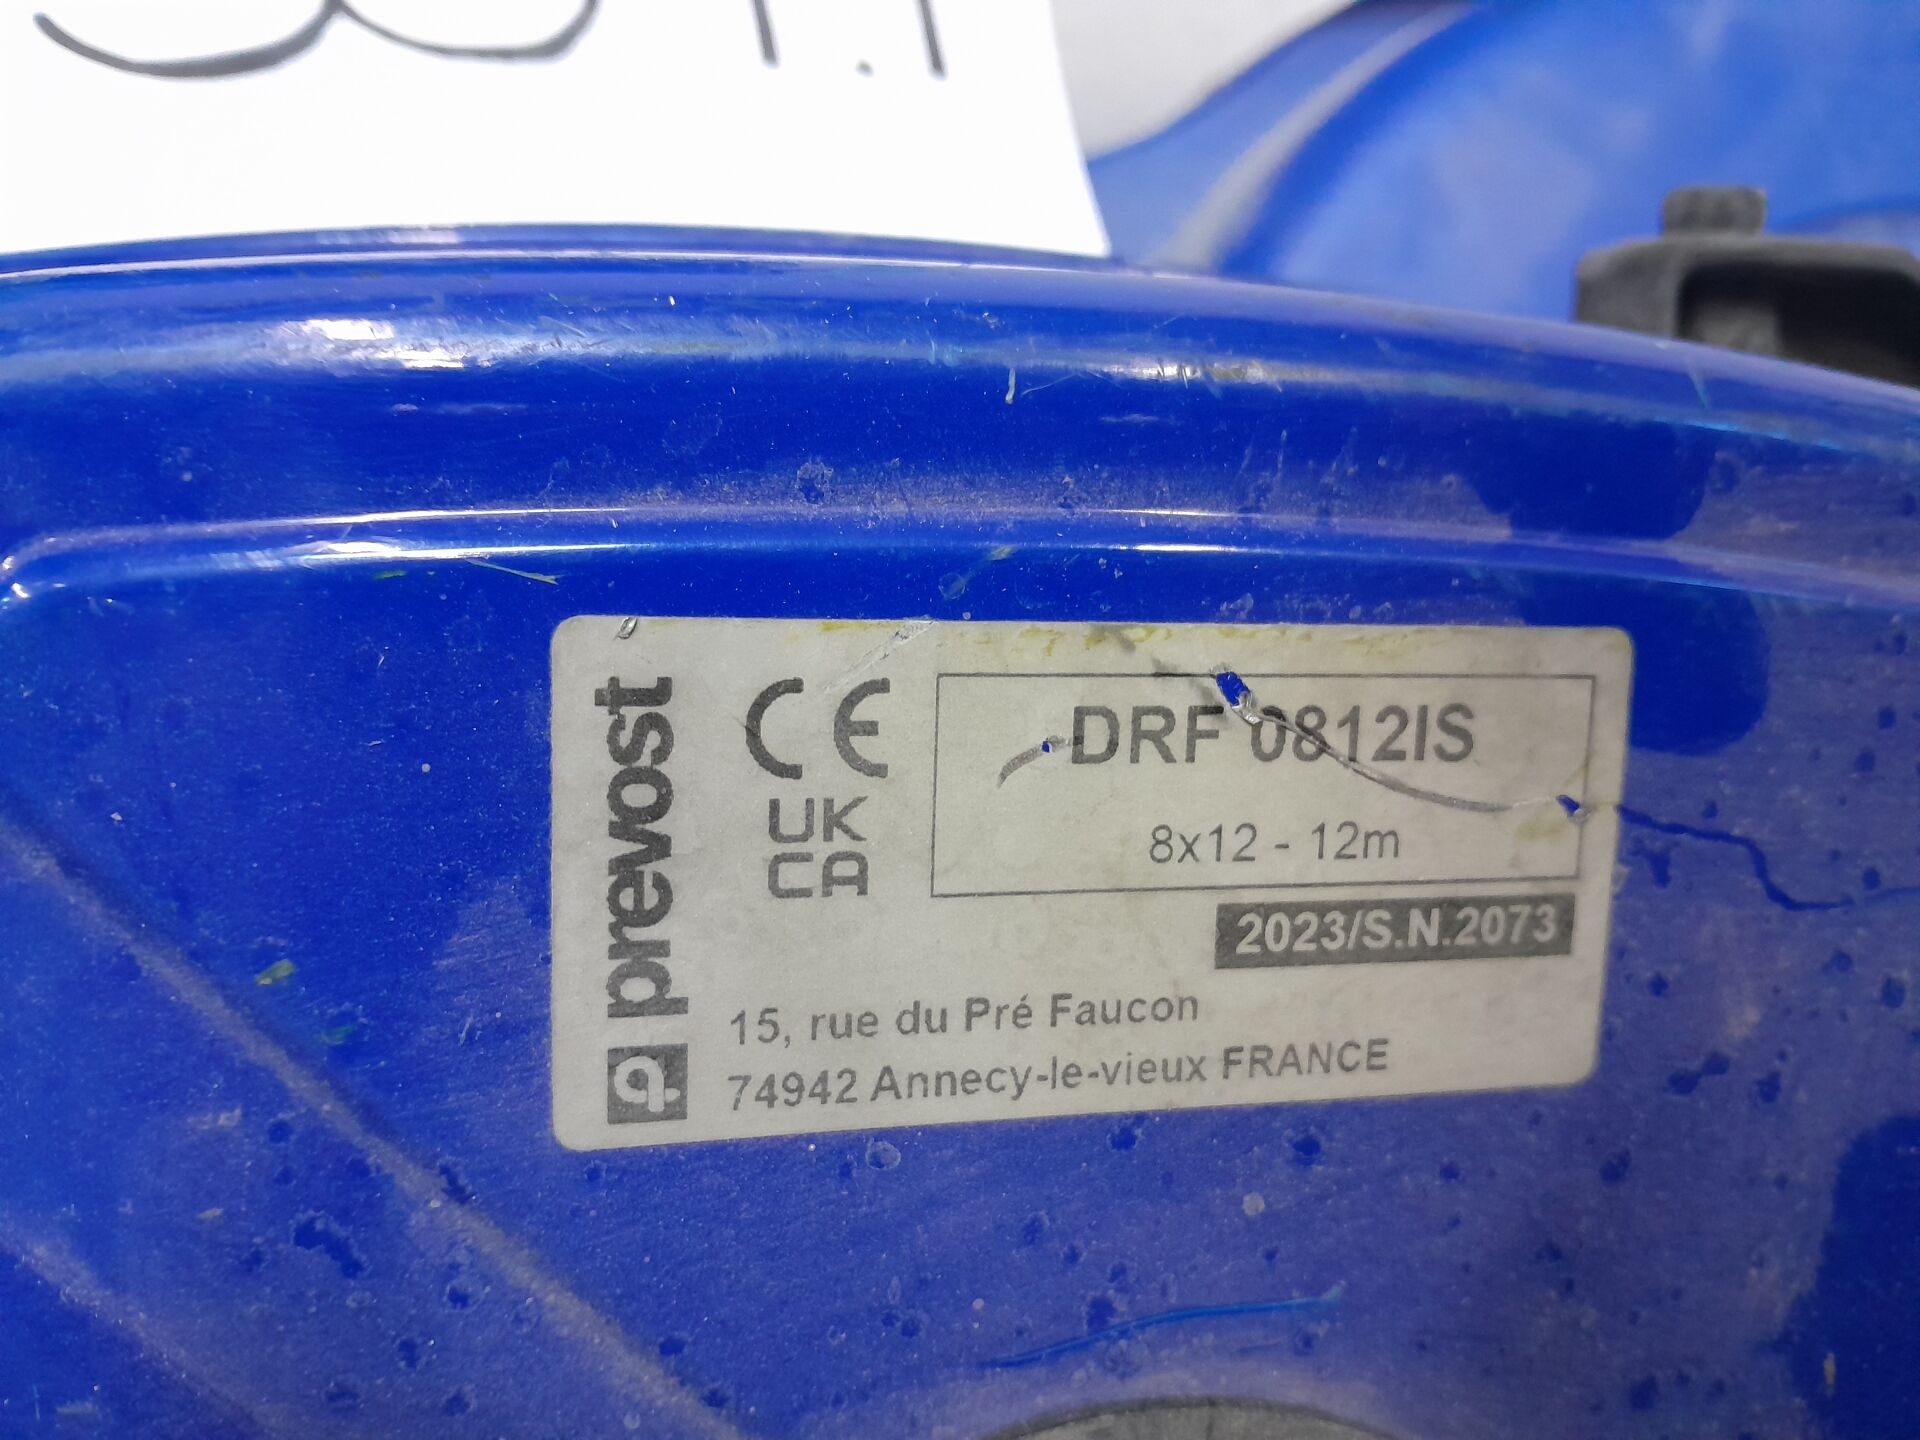 prevost
CE
UK
CA
DRF 0812IS
8x12 - 12m
2023/S.N.2073
15, rue du Pré Faucon
74942 Annecy-le-vieux FRANCE